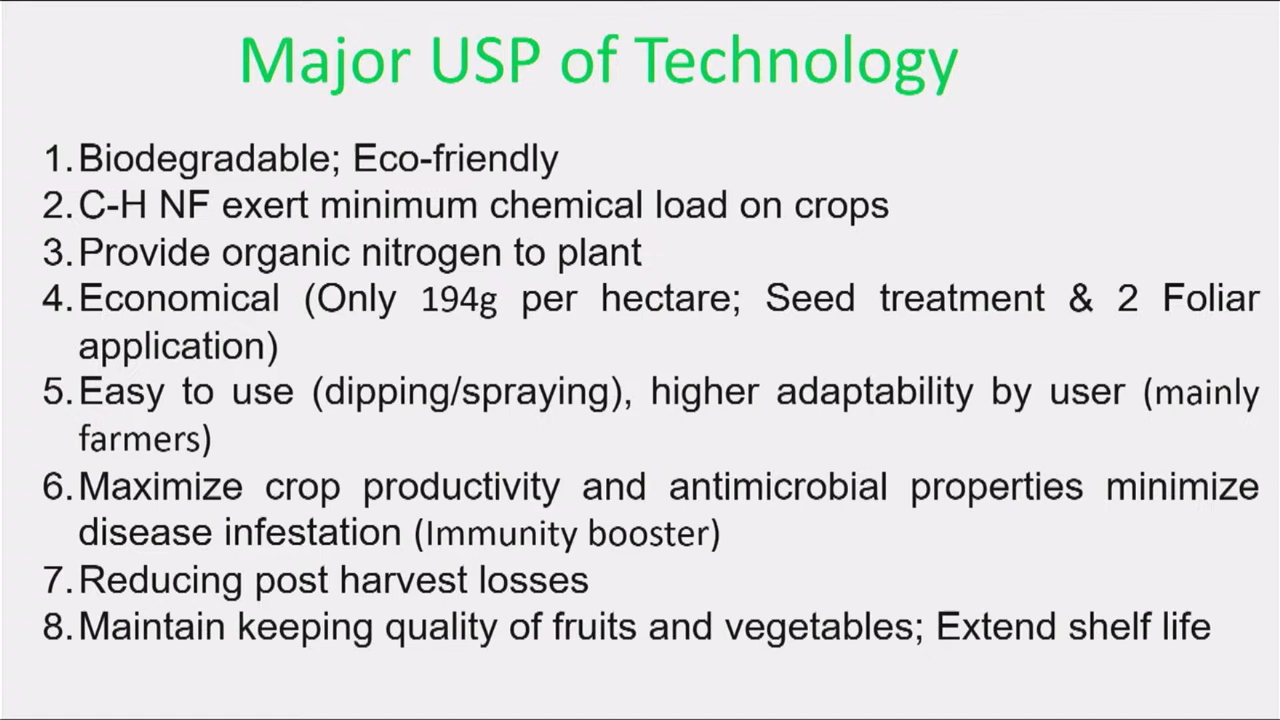 Major USP of Technology
1. Biodegradable; Eco-friendly
2. C-H NF exert minimum chemical load on crops
3. Provide organic nitrogen to plant
4. Economical (Only 194g per hectare; Seed treatment & 2 Foliar
application)
5. Easy to use (dipping/spraying), higher adaptability by user (mainly
farmers)
6. Maximize crop productivity and antimicrobial properties minimize
disease infestation (Immunity booster)
7. Reducing post harvest losses
8. Maintain keeping quality of fruits and vegetables; Extend shelf life